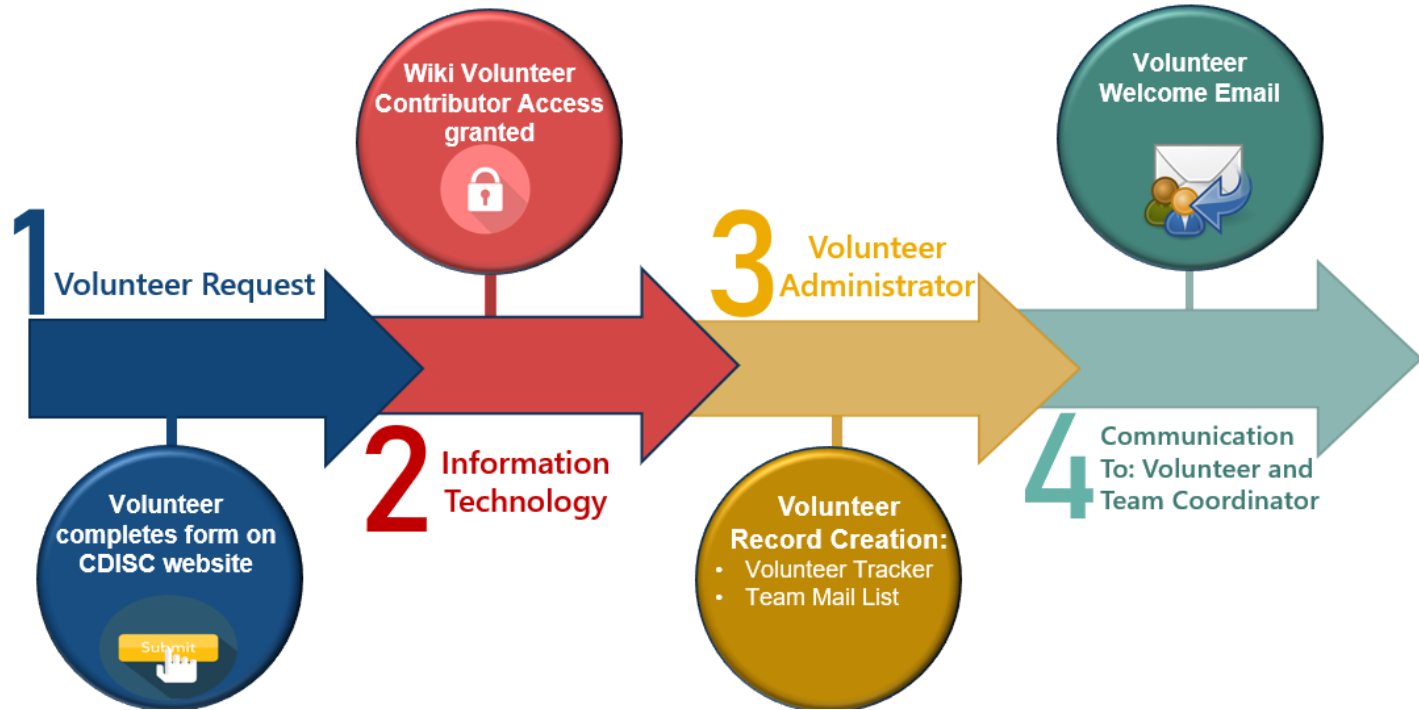 1
Volunteer Request
Volunteer
completes form on
CDISC website
Submit
Wiki Volunteer
Contributor Access
granted
2
Information
Technology
3
Volunteer
Administrator
Volunteer
Record Creation:
• Volunteer Tracker
• Team Mail List
Volunteer
Welcome Email
4
Communication
To: Volunteer and
Team Coordinator